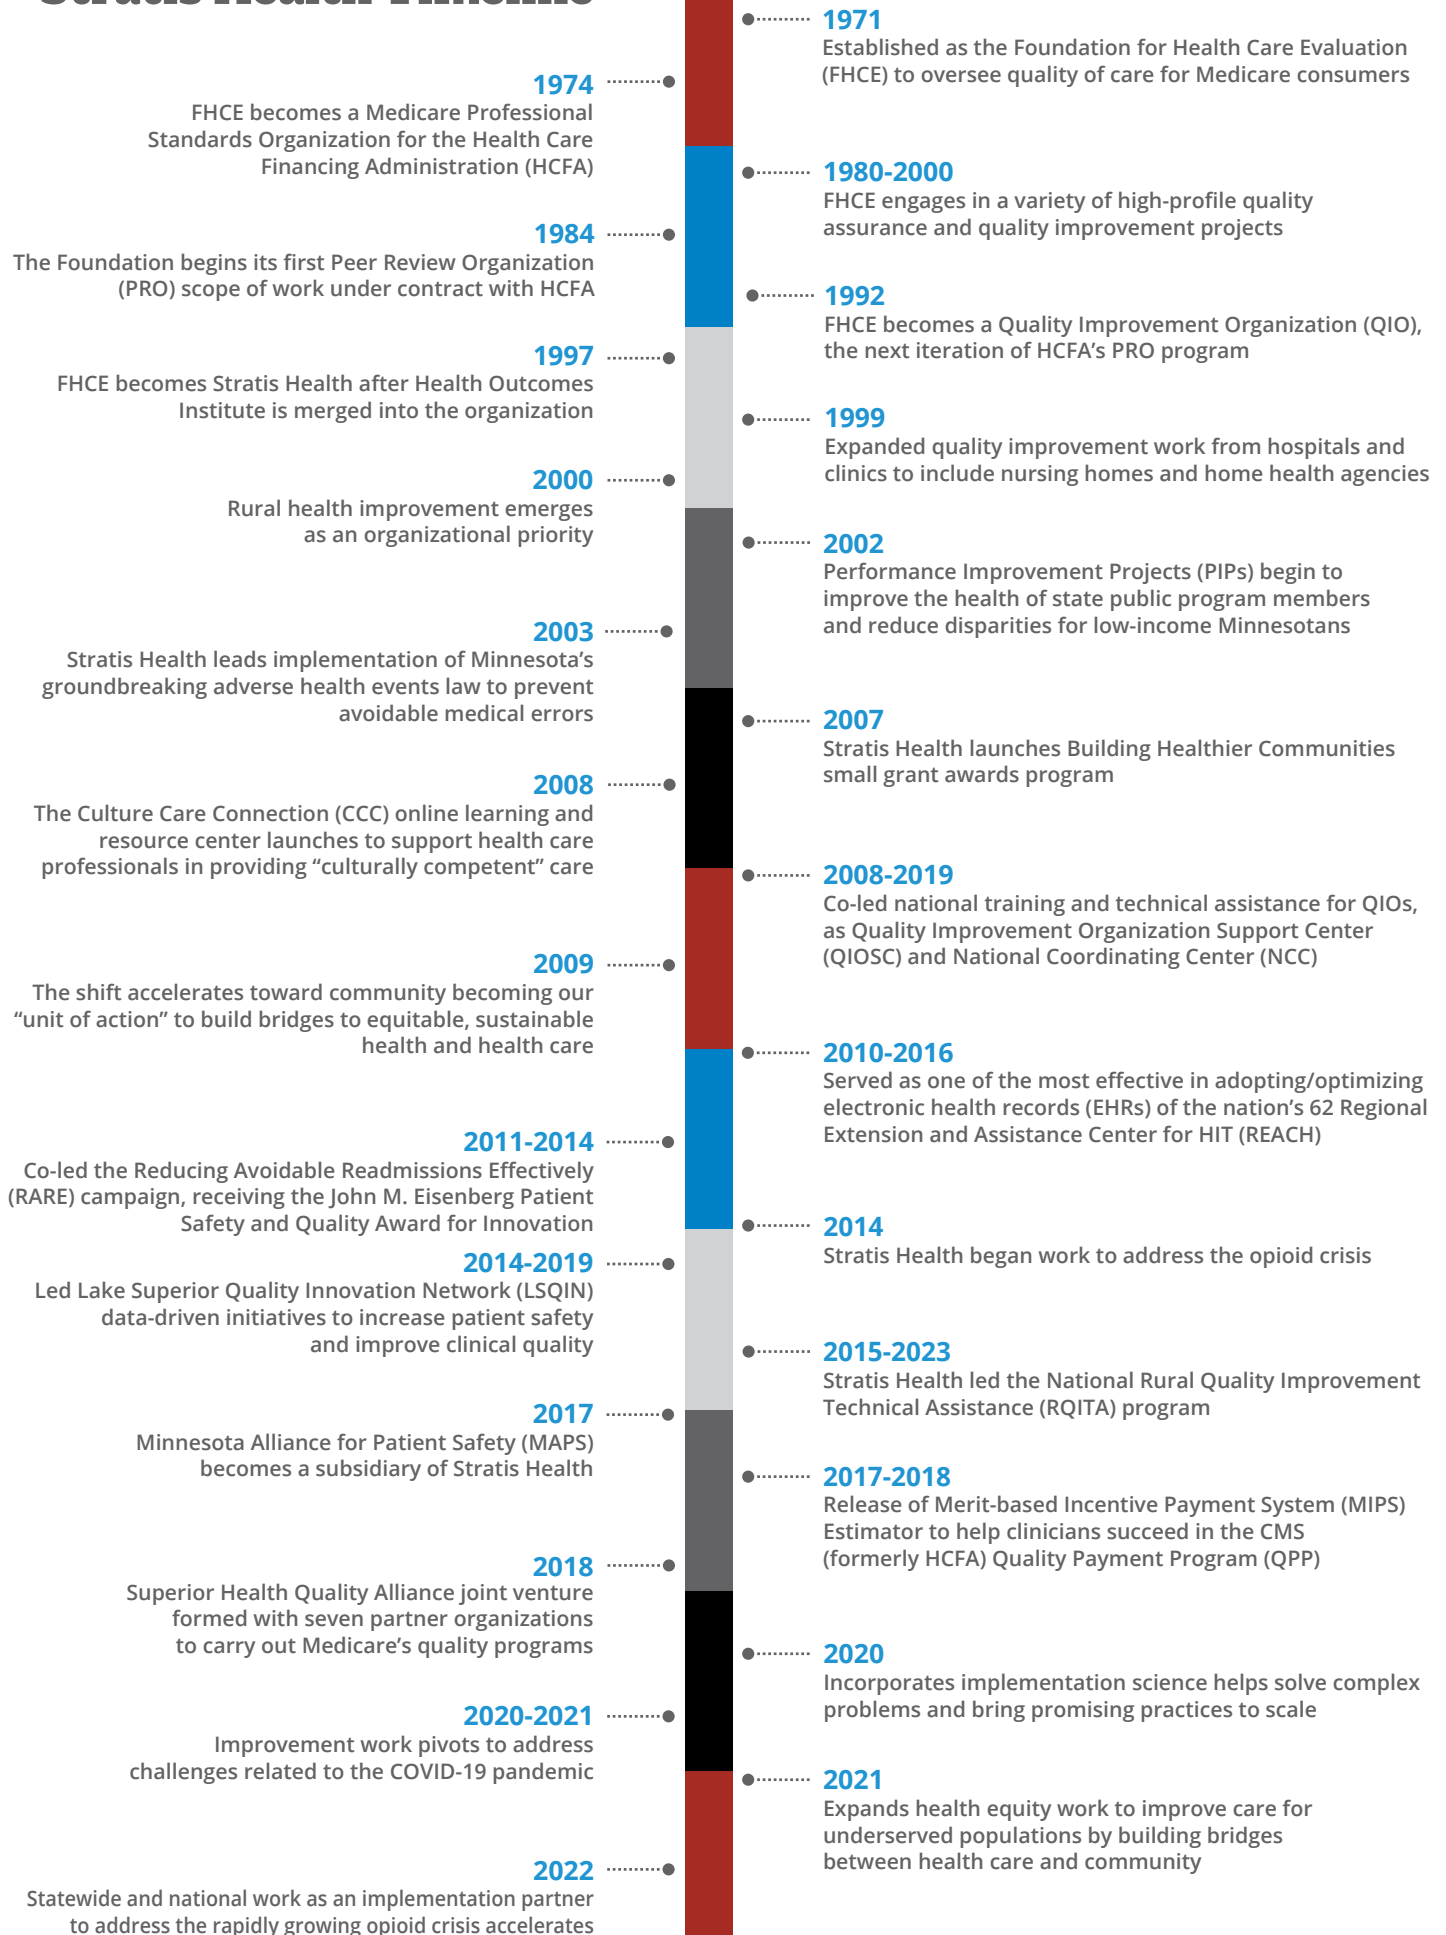 Stratis Health Timeline
1971
Established as the Foundation for Health Care Evaluation
(FHCE) to oversee quality of care for Medicare consumers
1974
FHCE becomes a Medicare Professional
Standards Organization for the Health Care
Financing Administration (HCFA)
1980-2000
FHCE engages in a variety of high-profile quality
assurance and quality improvement projects
1984
The Foundation begins its first Peer Review Organization
(PRO) scope of work under contract with HCFA
1992
FHCE becomes a Quality Improvement Organization (QIO),
the next iteration of HCFA’s PRO program
1997
FHCE becomes Stratis Health after Health Outcomes
Institute is merged into the organization
1999
Expanded quality improvement work from hospitals and
clinics to include nursing homes and home health agencies
2000
Rural health improvement emerges
as an organizational priority
2002
Performance Improvement Projects (PIPs) begin to
improve the health of state public program members
and reduce disparities for low-income Minnesotans
2003
Stratis Health leads implementation of Minnesota’s
groundbreaking adverse health events law to prevent
avoidable medical errors
2007
Stratis Health launches Building Healthier Communities
small grant awards program
2008
The Culture Care Connection (CCC) online learning and
resource center launches to support health care
professionals in providing “culturally competent” care
2008-2019
Co-led national training and technical assistance for QIOs,
as Quality Improvement Organization Support Center
(QIOSC) and National Coordinating Center (NCC)
2009
The shift accelerates toward community becoming our
“unit of action” to build bridges to equitable, sustainable
health and health care
2010-2016
Served as one of the most effective in adopting/optimizing
electronic health records (EHRs) of the nation’s 62 Regional
Extension and Assistance Center for HIT (REACH)
2011-2014
Co-led the Reducing Avoidable Readmissions Effectively
(RARE) campaign, receiving the John M. Eisenberg Patient
Safety and Quality Award for Innovation
2014
Stratis Health began work to address the opioid crisis
2014-2019
Led Lake Superior Quality Innovation Network (LSQIN)
data-driven initiatives to increase patient safety
and improve clinical quality
2015-2023
Stratis Health led the National Rural Quality Improvement
Technical Assistance (RQITA) program
2017
Minnesota Alliance for Patient Safety (MAPS)
becomes a subsidiary of Stratis Health
2017-2018
Release of Merit-based Incentive Payment System (MIPS)
Estimator to help clinicians succeed in the CMS
(formerly HCFA) Quality Payment Program (QPP)
2018
Superior Health Quality Alliance joint venture
formed with seven partner organizations
to carry out Medicare’s quality programs
2020
Incorporates implementation science helps solve complex
problems and bring promising practices to scale
2020-2021
Improvement work pivots to address
challenges related to the COVID-19 pandemic
2021
Expands health equity work to improve care for
underserved populations by building bridges
between health care and community
2022
Statewide and national work as an implementation partner
to address the rapidly growing opioid crisis accelerates